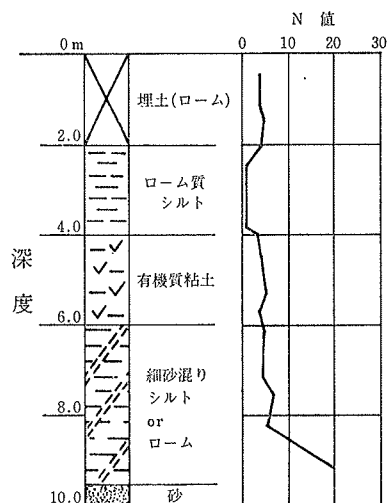 N 値
0 m
0
10
20
30
埋土(ローム)
2.0
ローム質
シルト
4.0
深
度
有機質粘土
6.0
細砂混り
シルト
or
ローム
8.0
10.0
砂